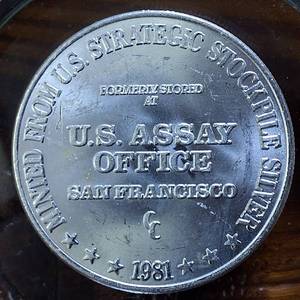 MINTED FROM U.S. STRATEGIC STOCKPILE SILVER
FORMERLY STORED
AT
U.S. ASSAY
OFFICE
SAN FRANCISCO
CC
1981